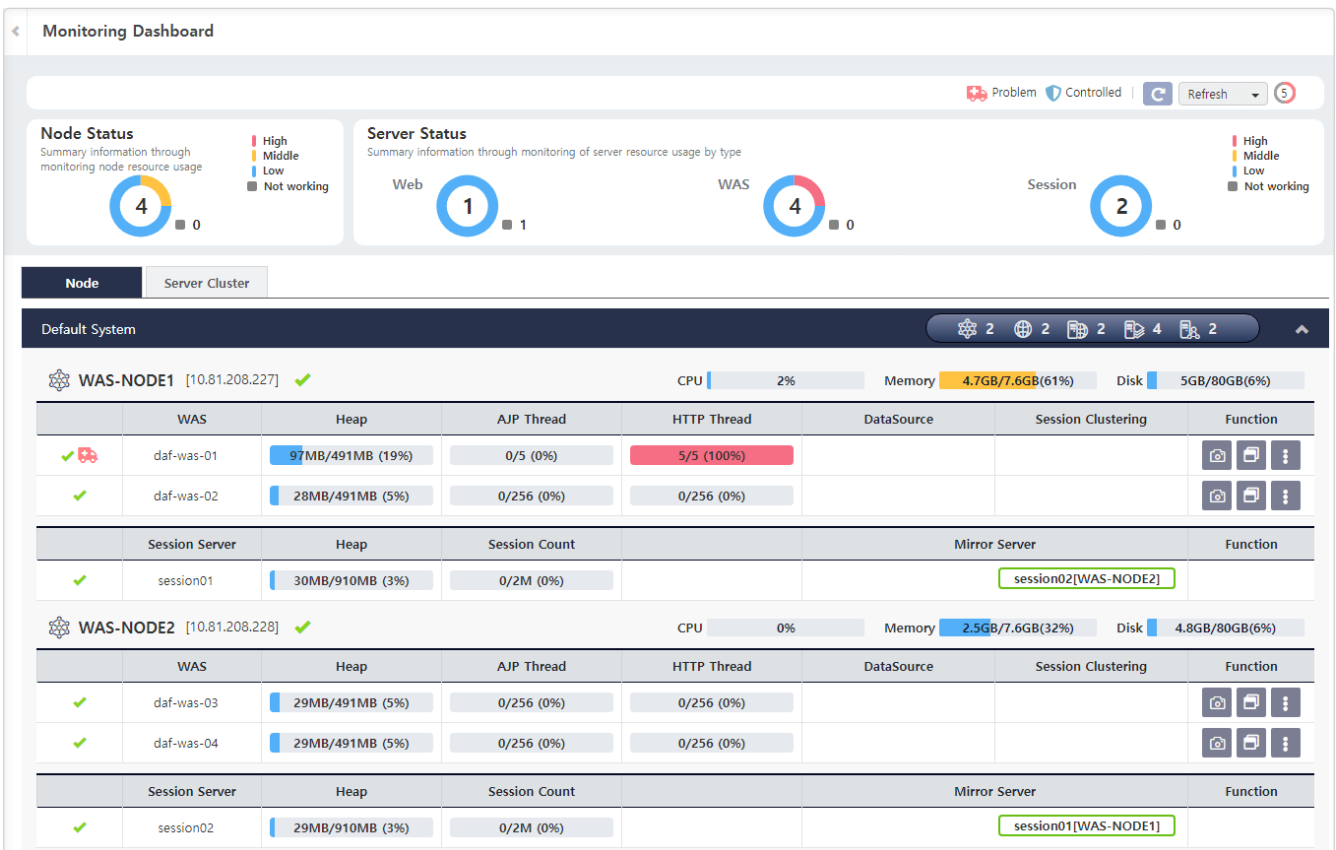 Monitoring Dashboard
Problem Controlled Refresh 5
Node Status
Summary information through
monitoring node resource usage
High
Middle
Low
Not working
4
0
Server Status
Summary information through monitoring of server resource usage by type
High
Middle
Low
Not working
Web 1 1
WAS 4 0
Session 2 0
Node Server Cluster
Default System 2 2 2 4 2
WAS-NODE1 [10.81.208.227] CPU 2% Memory 4.7GB/7.6GB(61%) Disk 5GB/80GB(6%)
WAS Heap AJP Thread HTTP Thread DataSource Session Clustering Function
daf-was-01 97MB/491MB (19%) 0/5 (0%) 5/5 (100%)
daf-was-02 28MB/491MB (5%) 0/256 (0%) 0/256 (0%)
Session Server Heap Session Count Mirror Server Function
session01 30MB/910MB (3%) 0/2M (0%) session02[WAS-NODE2]
WAS-NODE2 [10.81.208.228] CPU 0% Memory 2.5GB/7.6GB(32%) Disk 4.8GB/80GB(6%)
WAS Heap AJP Thread HTTP Thread DataSource Session Clustering Function
daf-was-03 29MB/491MB (5%) 0/256 (0%) 0/256 (0%)
daf-was-04 29MB/491MB (5%) 0/256 (0%) 0/256 (0%)
Session Server Heap Session Count Mirror Server Function
session02 29MB/910MB (3%) 0/2M (0%) session01[WAS-NODE1]